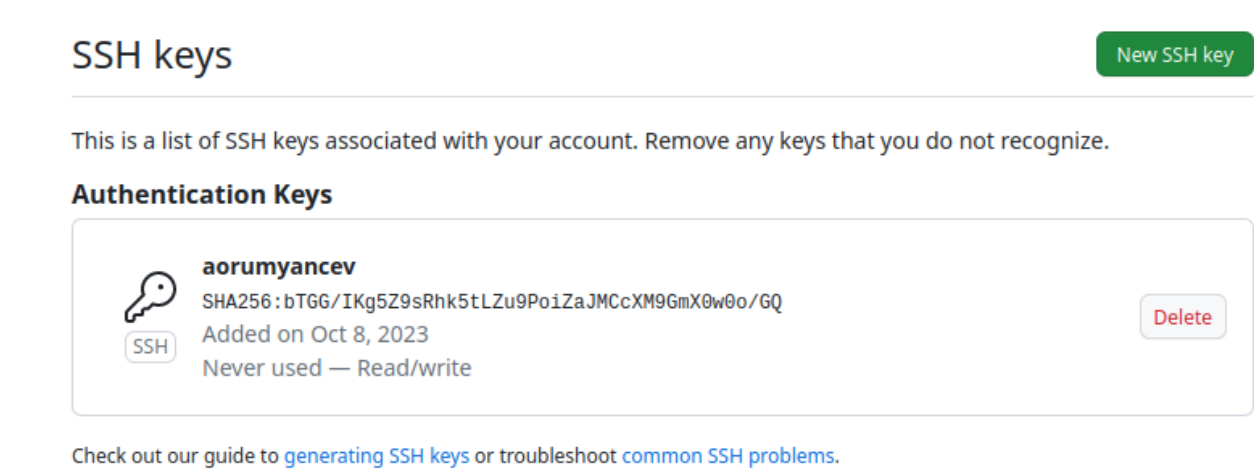 SSH keys
New SSH key
This is a list of SSH keys associated with your account. Remove any keys that you do not recognize.
Authentication Keys
aorumyancev
SHA256:bTGG/IKg5Z9sRhk5tLZu9PoiZaJMCcXM9GmX0w0o/GQ
Added on Oct 8, 2023
Never used — Read/write
SSH
Delete
Check out our guide to generating SSH keys or troubleshoot common SSH problems.